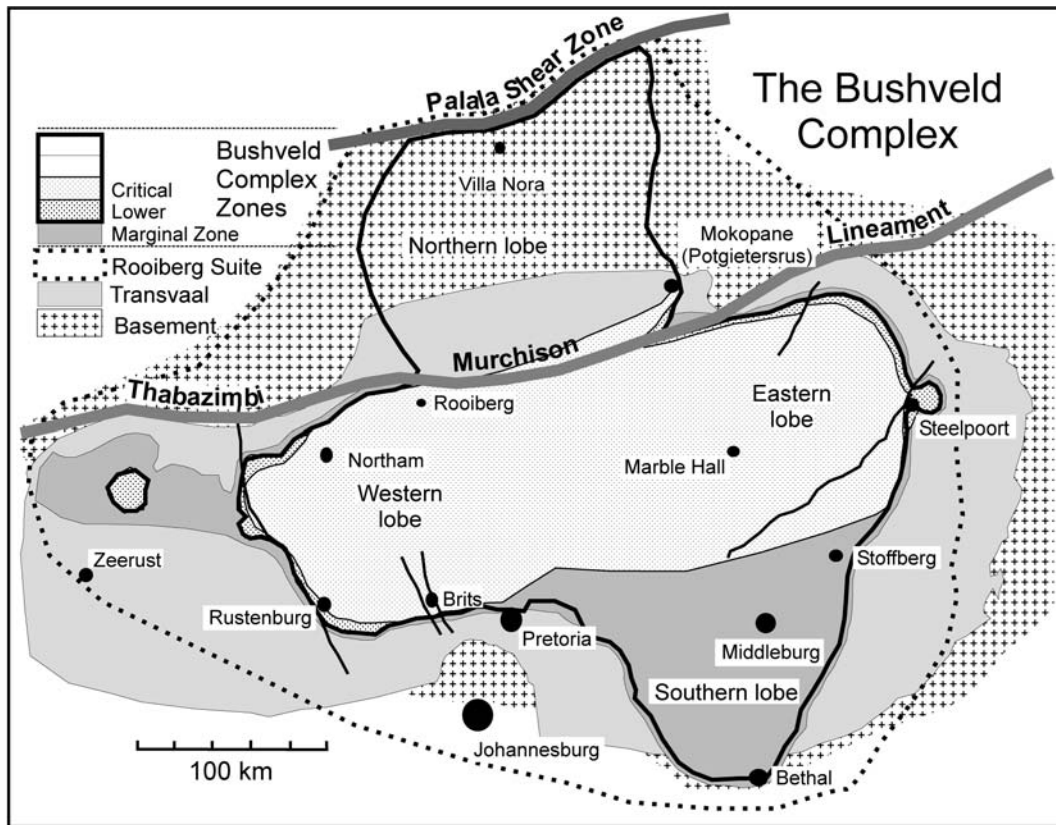 The Bushveld
Complex
Palala Shear Zone
Bushveld
Complex
Zones
Critical
Lower
Marginal Zone
Rooiberg Suite
Transvaal
Basement
Villa Nora
Northern lobe
Mokopane
(Potgietersrus)
Lineament
Murchison
Thabazimbi
Rooiberg
Eastern
lobe
Steelpoort
Northam
Marble Hall
Western
lobe
Zeerust
Stoffberg
Rustenburg
Brits
Pretoria
Middleburg
Southern lobe
Johannesburg
Bethal
100 km